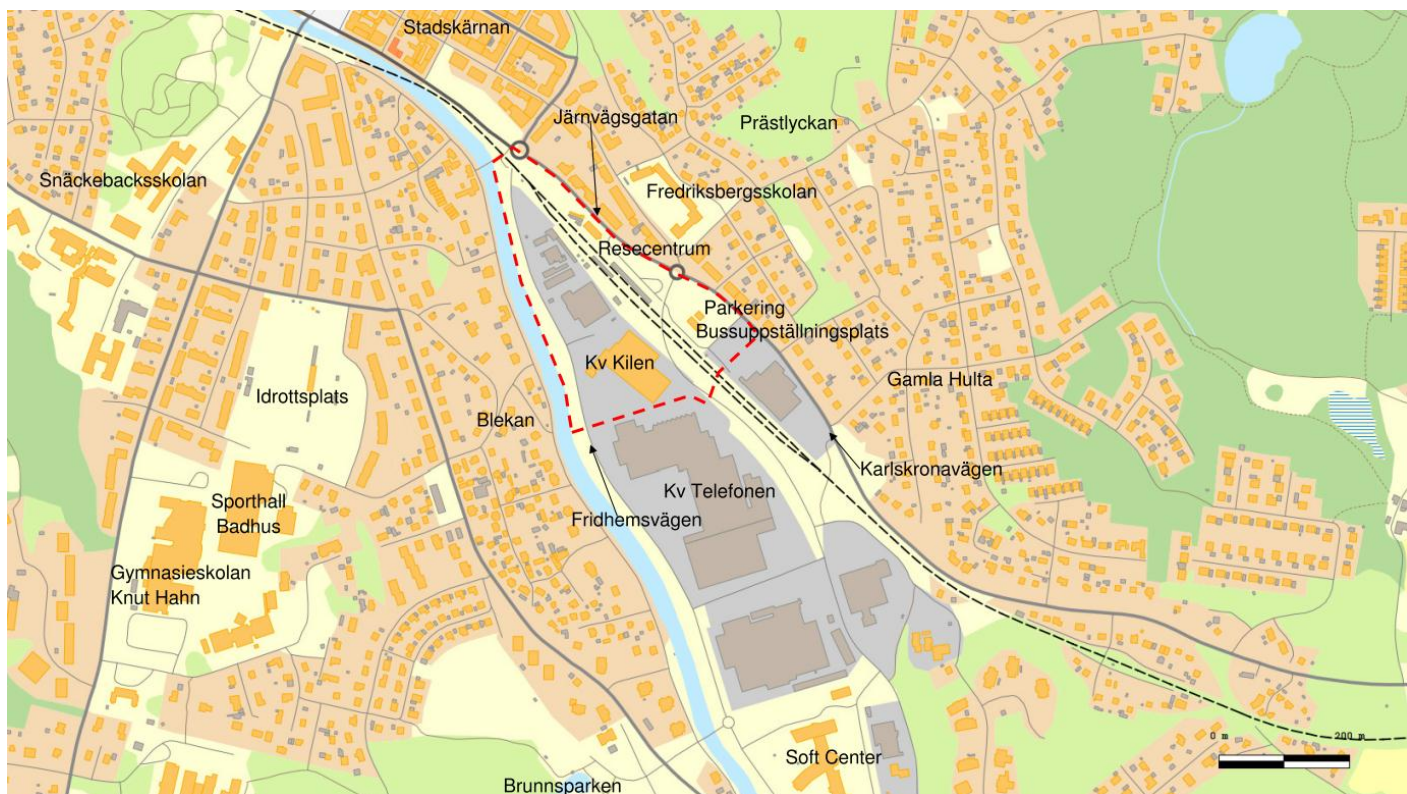 Stadskärnan
Järnvägsgatan
Prästlyckan
Snäckebacksskolan
Fredriksbergsskolan
Resecentrum
Parkering
Bussuppställningsplats
Kv Kilen
Gamla Hulta
Idrottsplats
Blekan
Karlskronavägen
Kv Telefonen
Sporthall
Badhus
Fridhemsvägen
Gymnasieskolan
Knut Hahn
0 m
200 m
Soft Center
Brunnsparken